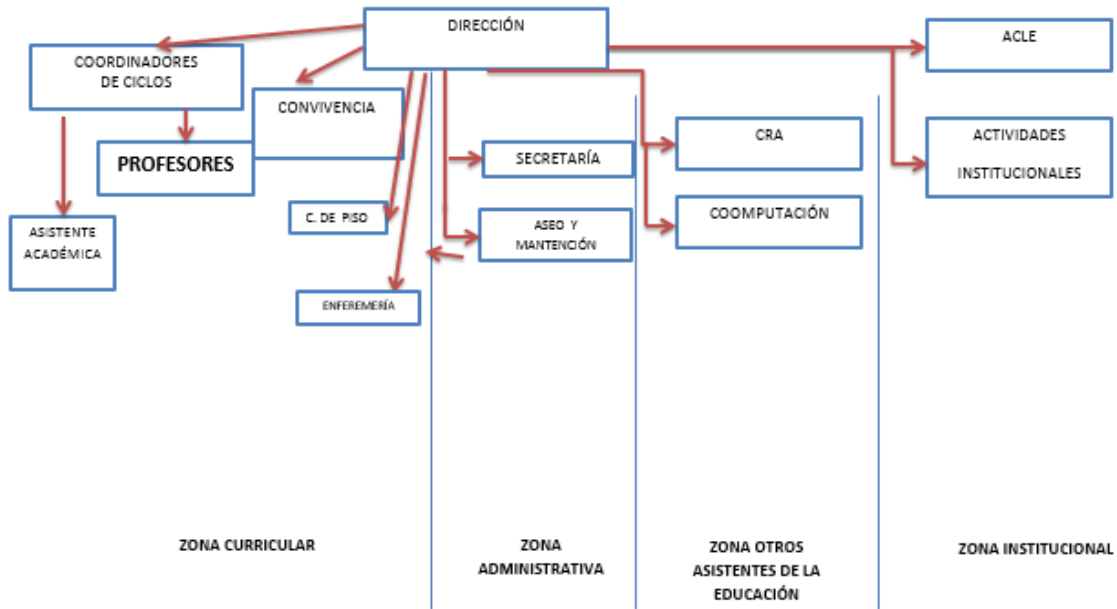 DIRECCIÓN
ACLE
COORDINADORES
DE CICLOS
CONVIVENCIA
PROFESORES
SECRETARÍA
CRA
ACTIVIDADES
INSTITUCIONALES
C. DE PISO
ASISTENTE
ACADÉMICA
ASEO Y
MANTENCIÓN
COOMPUTACIÓN
ENFEREMERÍA
ZONA CURRICULAR
ZONA
ADMINISTRATIVA
ZONA OTROS
ASISTENTES DE LA
EDUCACIÓN
ZONA INSTITUCIONAL